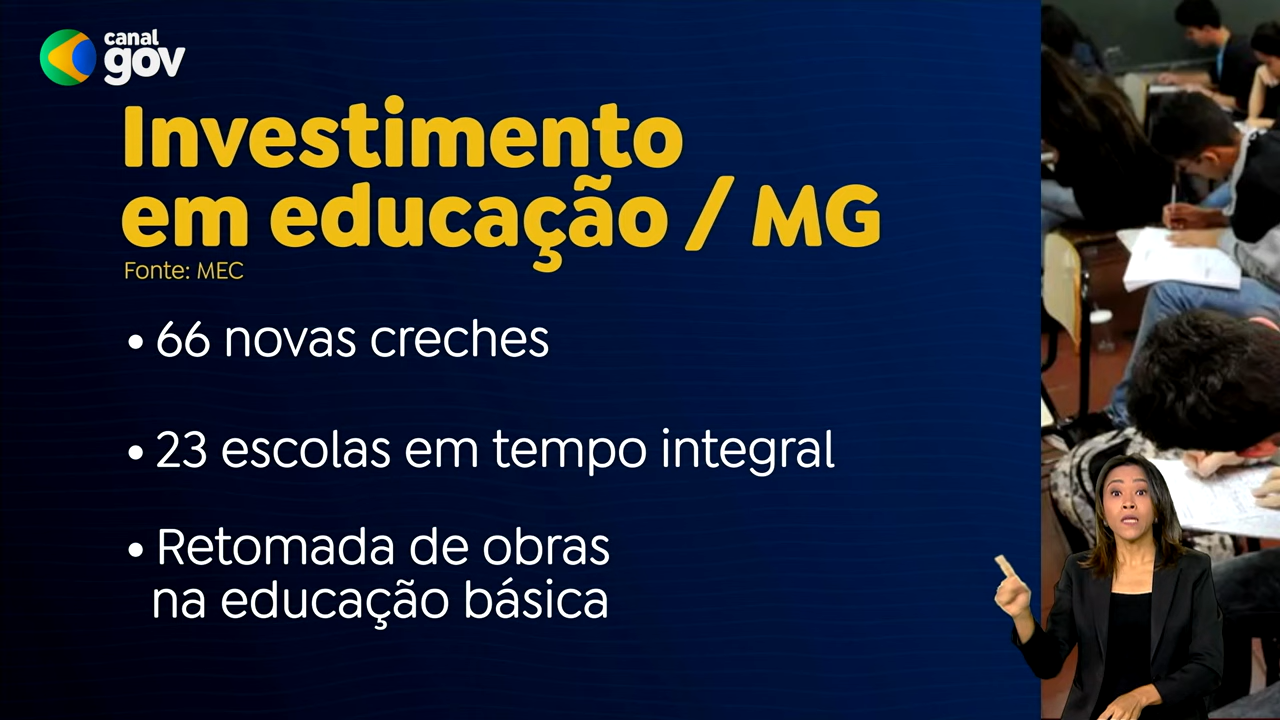 canal
gov
Investimento
em educação / MG
Fonte: MEC
• 66 novas creches
• 23 escolas em tempo integral
• Retomada de obras
na educação básica